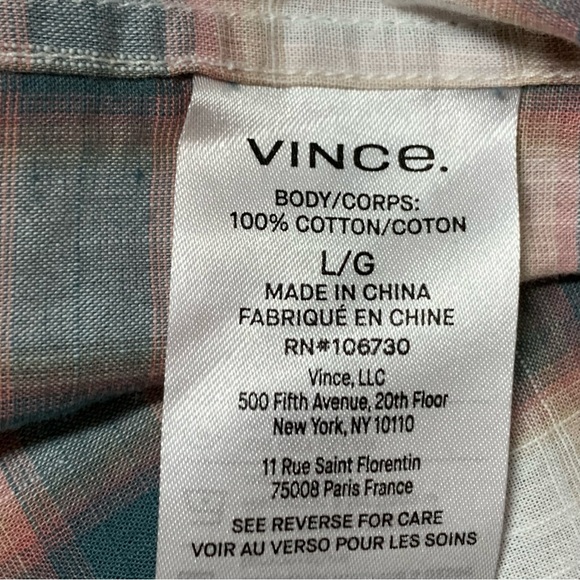 VINCE.
BODY/CORPS:
100% COTTON/COTON
L/G
MADE IN CHINA
FABRIQUÉ EN CHINE
RN#106730
Vince, LLC
500 Fifth Avenue, 20th Floor
New York, NY 10110
11 Rue Saint Florentin
75008 Paris France
SEE REVERSE FOR CARE
VOIR AU VERSO POUR LES SOINS